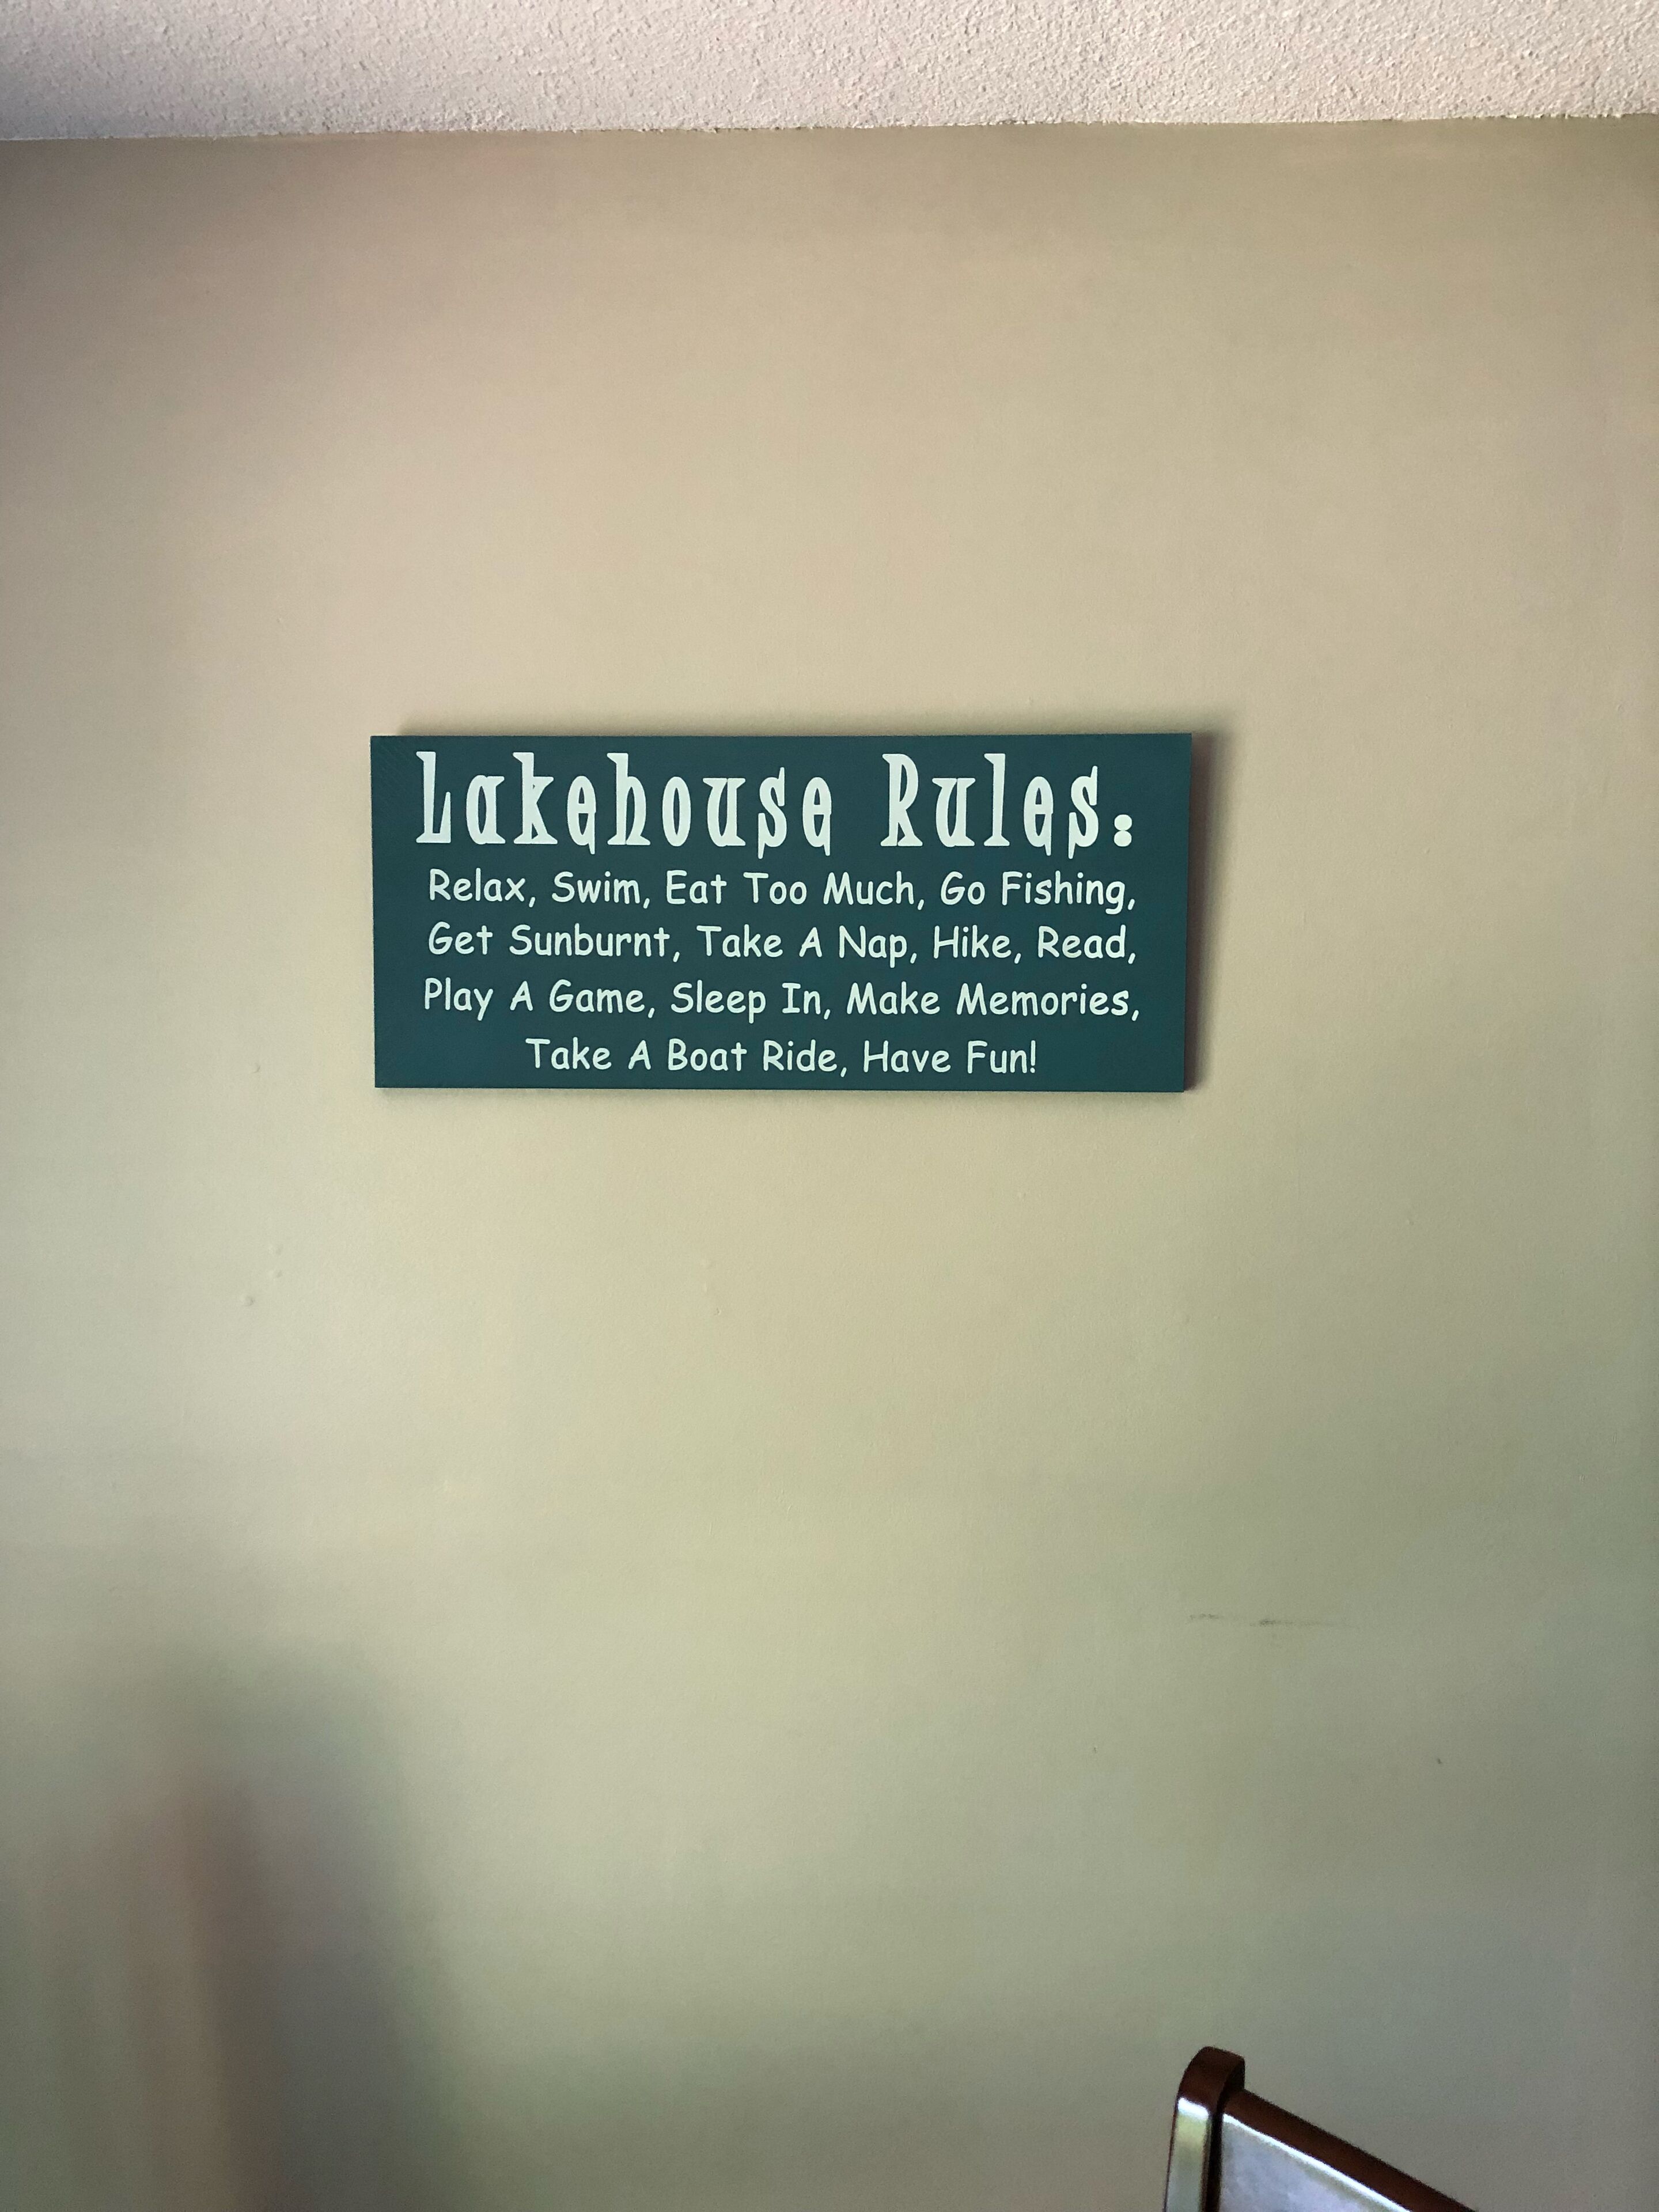 Lakehouse Rules:
Relax, Swim, Eat Too Much, Go Fishing,
Get Sunburnt, Take A Nap, Hike, Read,
Play A Game, Sleep In, Make Memories,
Take A Boat Ride, Have Fun!